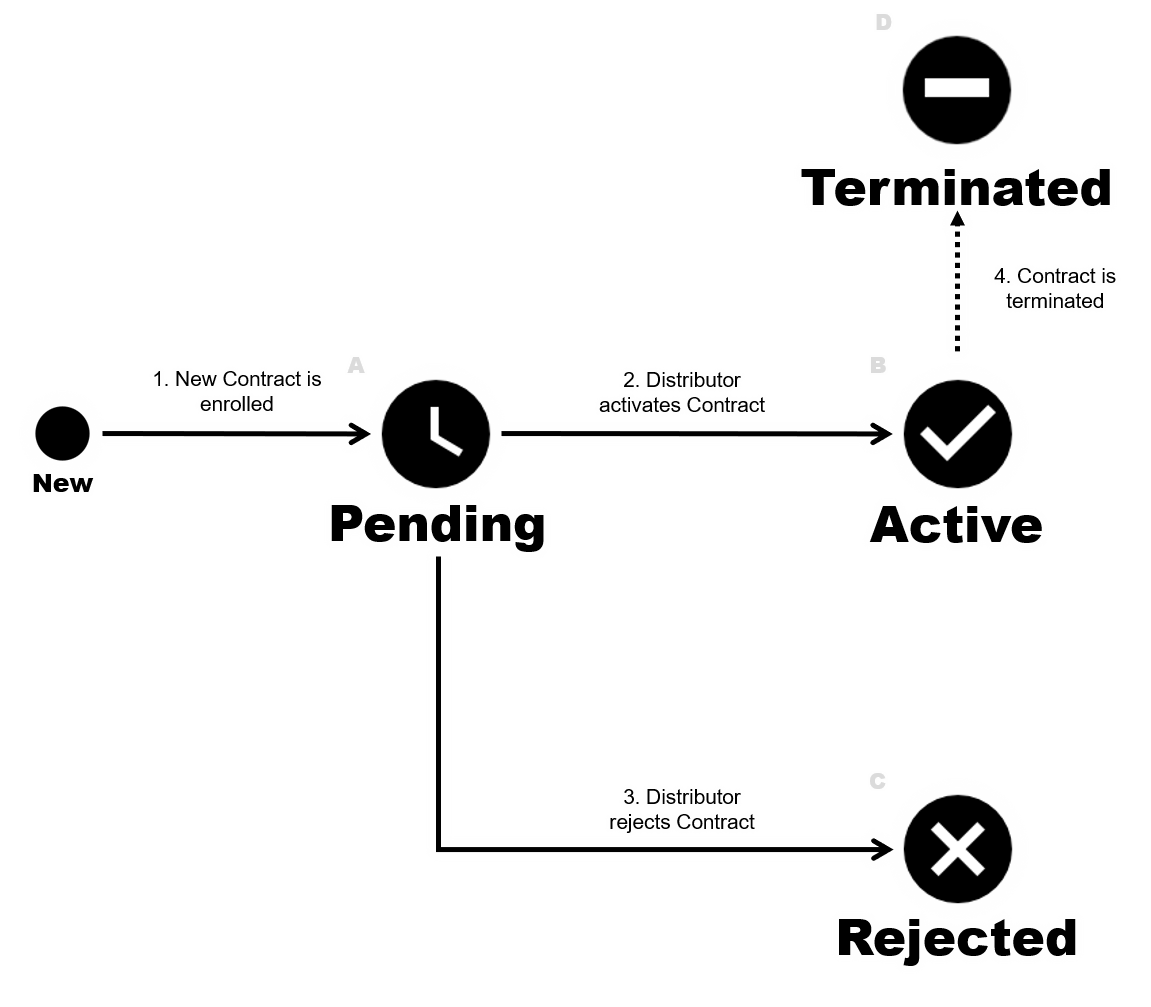 D
Terminated
4. Contract is
terminated
1. New Contract is
enrolled
A
2. Distributor
activates Contract
B
New
Pending
Active
3. Distributor
rejects Contract
C
Rejected